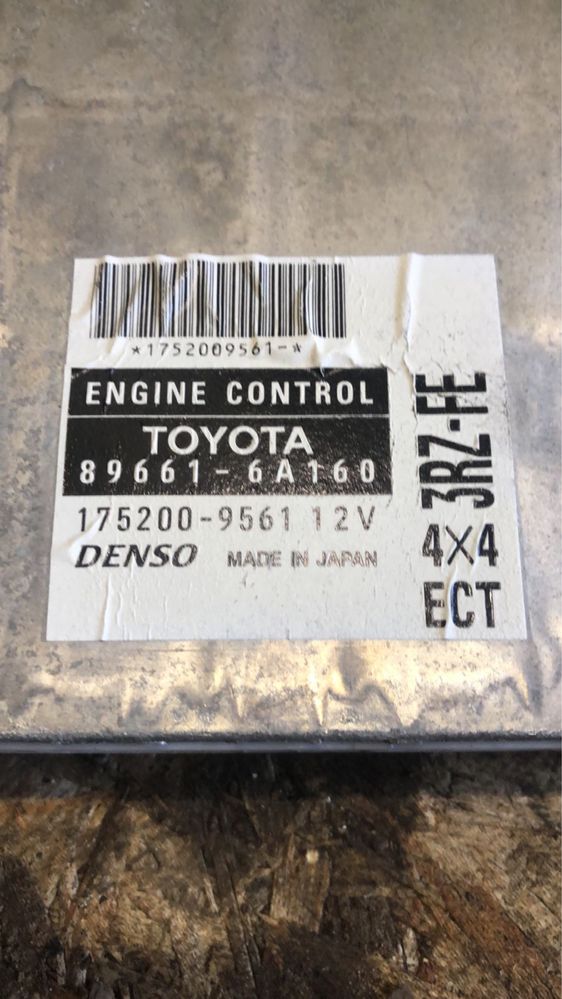 *1752009561-*
ENGINE CONTROL
TOYOTA
89661-6A160
175200-9561 12V
DENSO MADE IN JAPAN
3RZ-FE
4×4
ECT